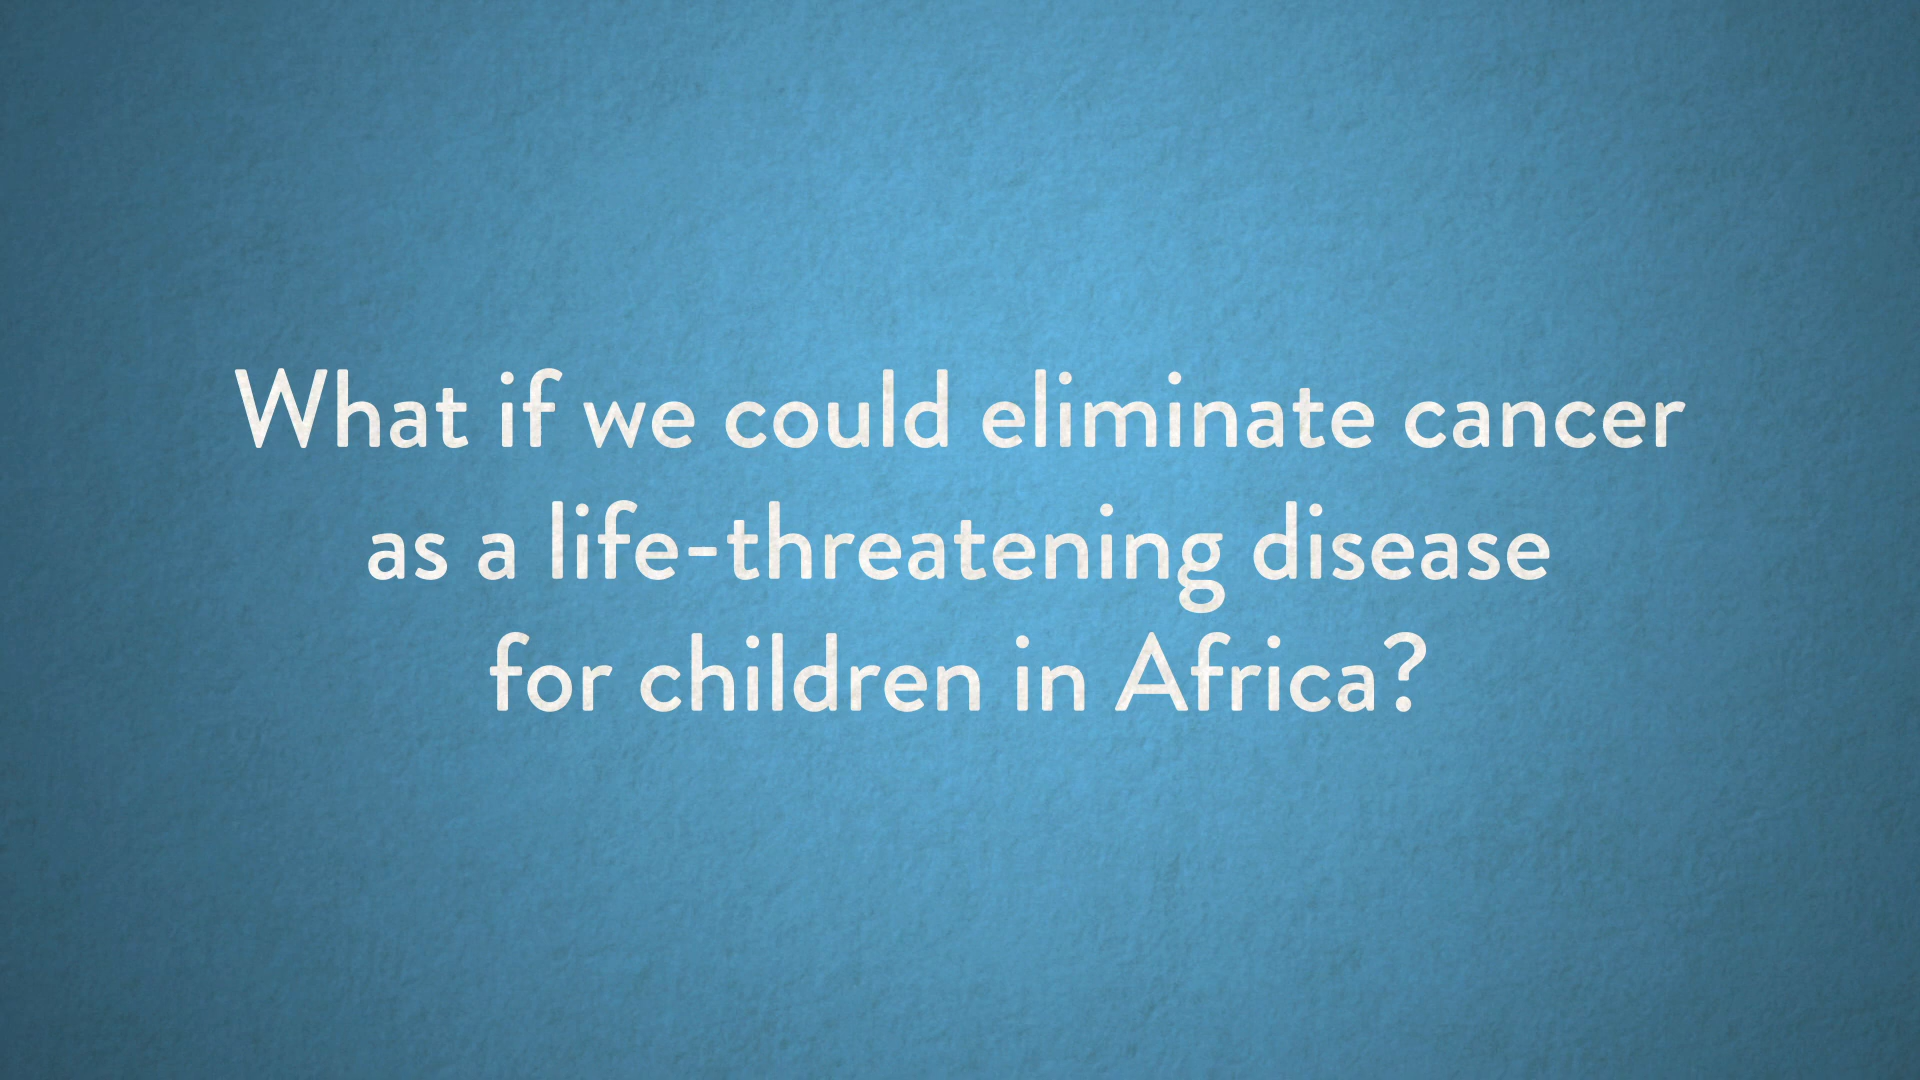 What if we could eliminate cancer
as a life-threatening disease
for children in Africa?